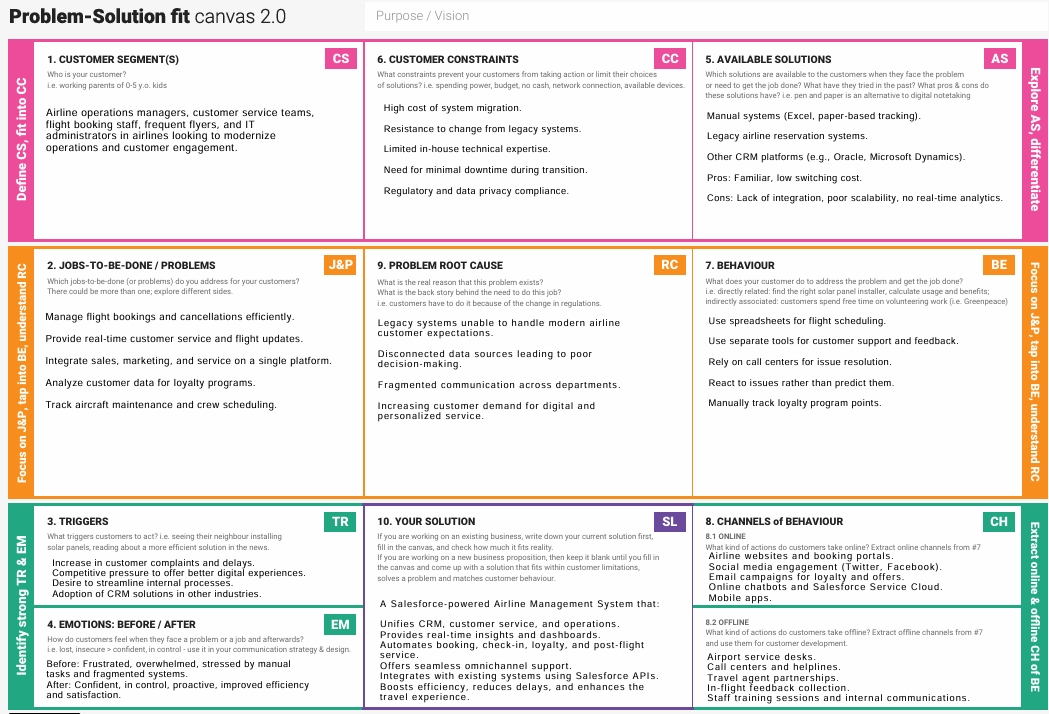 Problem-Solution fit canvas 2.0
Purpose / Vision
Define CS, fit into CC
1. CUSTOMER SEGMENT(S)
CS
Who is your customer?
i.e. working parents of 0-5 y.o. kids
Airline operations managers, customer service teams,
flight booking staff, frequent flyers, and IT
administrators in airlines looking to modernize
operations and customer engagement.
6. CUSTOMER CONSTRAINTS
CC
What constraints prevent your customers from taking action or limit their choices
of solutions? i.e. spending power, budget, no cash, network connection, available devices.
High cost of system migration.
Resistance to change from legacy systems.
Limited in-house technical expertise.
Need for minimal downtime during transition.
Regulatory and data privacy compliance.
5. AVAILABLE SOLUTIONS
AS
Which solutions are available to the customers when they face the problem
or need to get the job done? What have they tried in the past? What pros & cons do
these solutions have? i.e. pen and paper is an alternative to digital notetaking
Manual systems (Excel, paper-based tracking).
Legacy airline reservation systems.
Other CRM platforms (e.g., Oracle, Microsoft Dynamics).
Pros: Familiar, low switching cost.
Cons: Lack of integration, poor scalability, no real-time analytics.
Explore AS, differentiate
Focus on J&P, tap into BE, understand RC
2. JOBS-TO-BE-DONE / PROBLEMS
J&P
Which jobs-to-be-done (or problems) do you address for your customers?
There could be more than one; explore different sides.
Manage flight bookings and cancellations efficiently.
Provide real-time customer service and flight updates.
Integrate sales, marketing, and service on a single platform.
Analyze customer data for loyalty programs.
Track aircraft maintenance and crew scheduling.
9. PROBLEM ROOT CAUSE
RC
What is the real reason that this problem exists?
What is the back story behind the need to do this job?
i.e. customers have to do it because of the change in regulations.
Legacy systems unable to handle modern airline
customer expectations.
Disconnected data sources leading to poor
decision-making.
Fragmented communication across departments.
Increasing customer demand for digital and
personalized service.
7. BEHAVIOUR
BE
What does your customer do to address the problem and get the job done?
i.e. directly related: find the right solar panel installer, calculate usage and benefits;
indirectly associated: customers spend free time on volunteering work (i.e. Greenpeace)
Use spreadsheets for flight scheduling.
Use separate tools for customer support and feedback.
Rely on call centers for issue resolution.
React to issues rather than predict them.
Manually track loyalty program points.
Focus on J&P, tap into BE, understand RC
Identify strong TR & EM
3. TRIGGERS
TR
What triggers customers to act? i.e. seeing their neighbour installing
solar panels, reading about a more efficient solution in the news.
Increase in customer complaints and delays.
Competitive pressure to offer better digital experiences.
Desire to streamline internal processes.
Adoption of CRM solutions in other industries.
4. EMOTIONS: BEFORE / AFTER
EM
How do customers feel when they face a problem or a job and afterwards?
i.e. lost, insecure > confident, in control - use it in your communication strategy & design.
Before: Frustrated, overwhelmed, stressed by manual
tasks and fragmented systems.
After: Confident, in control, proactive, improved efficiency
and satisfaction.
10. YOUR SOLUTION
SL
If you are working on an existing business, write down your current solution first,
fill in the canvas, and check how much it fits reality.
If you are working on a new business proposition, then keep it blank until you fill in
the canvas and come up with a solution that fits within customer limitations,
solves a problem and matches customer behaviour.
A Salesforce-powered Airline Management System that:
Unifies CRM, customer service, and operations.
Provides real-time insights and dashboards.
Automates booking, check-in, loyalty, and post-flight
service.
Offers seamless omnichannel support.
Integrates with existing systems using Salesforce APIs.
Boosts efficiency, reduces delays, and enhances the
travel experience.
8. CHANNELS of BEHAVIOUR
CH
8.1 ONLINE
What kind of actions do customers take online? Extract online channels from #7
Airline websites and booking portals.
Social media engagement (Twitter, Facebook).
Email campaigns for loyalty and offers.
Online chatbots and Salesforce Service Cloud.
Mobile apps.
8.2 OFFLINE
What kind of actions do customers take offline? Extract offline channels from #7
and use them for customer development.
Airport service desks.
Call centers and helplines.
Travel agent partnerships.
In-flight feedback collection.
Staff training sessions and internal communications.
Extract online & offline CH of BE